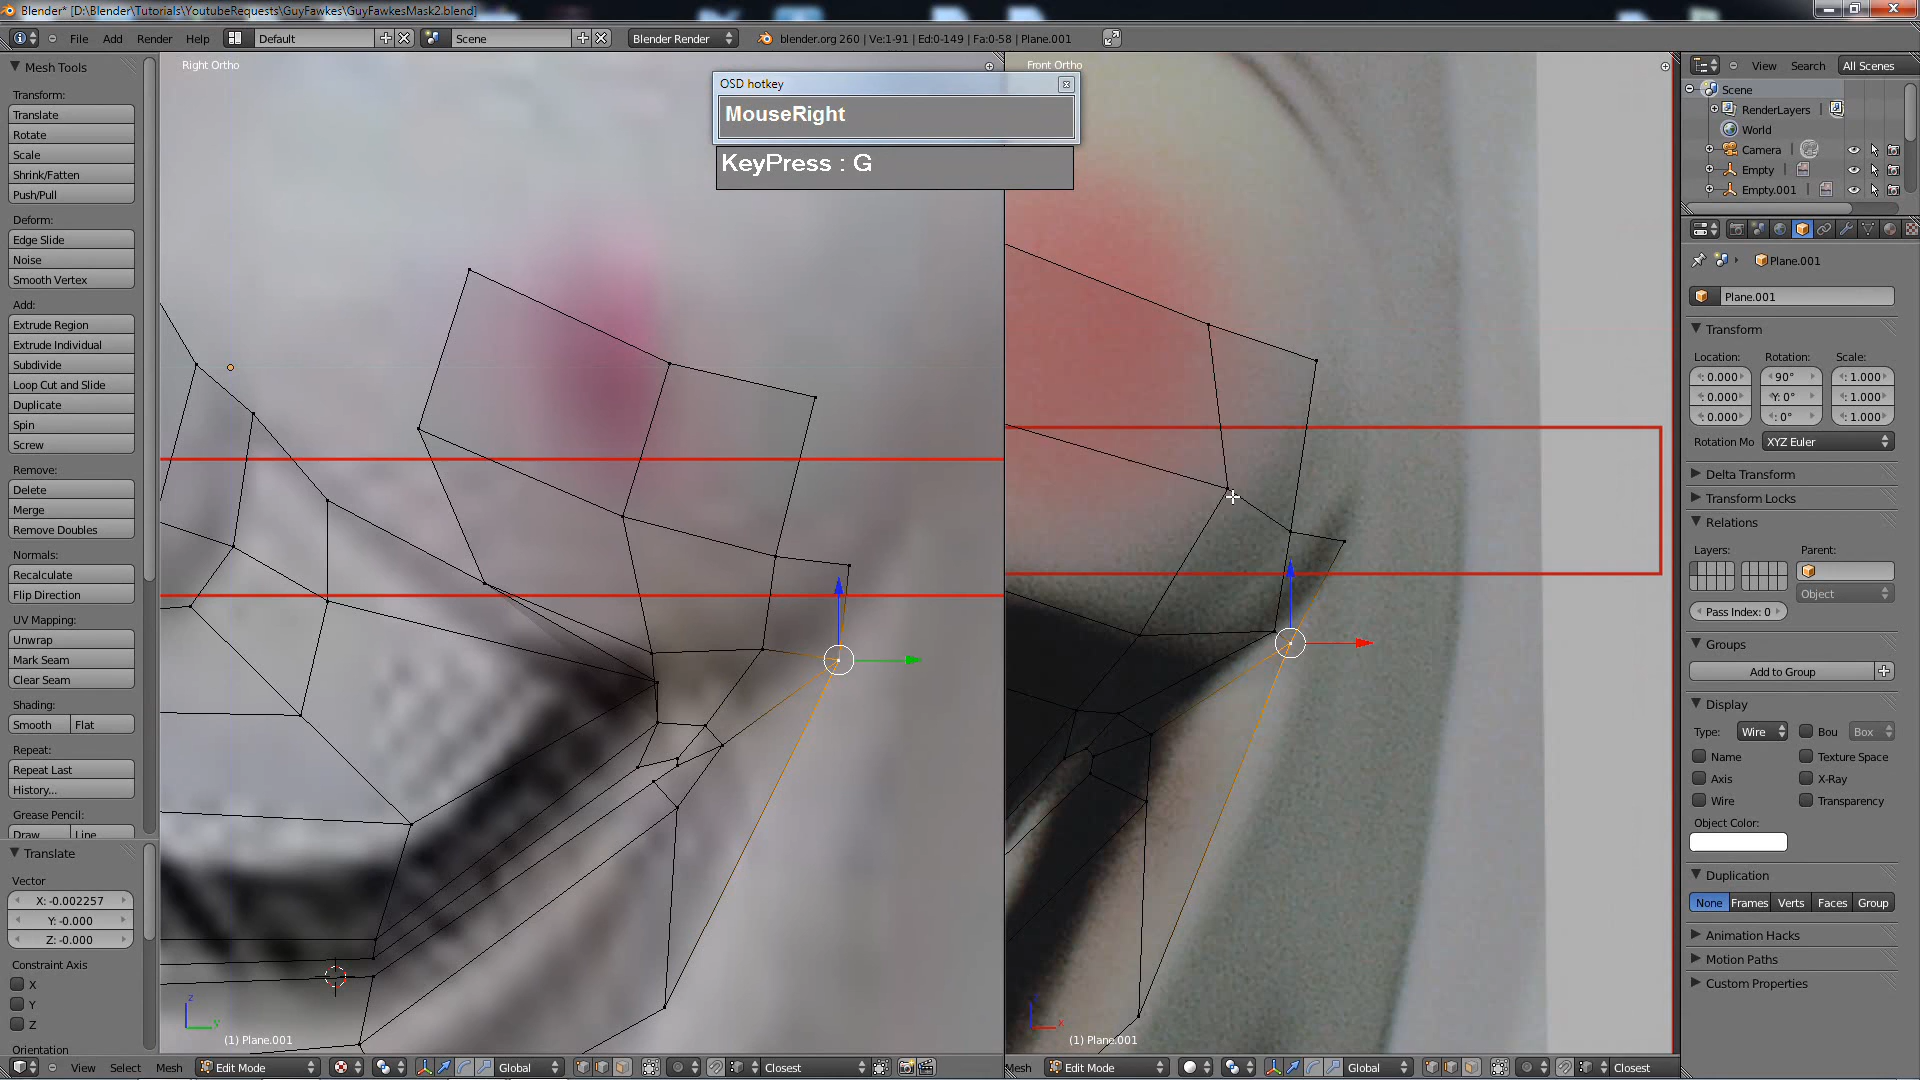 Blender* [D:\Blender\Tutorials\YoutubeRequests\GuyFawkes\GuyFawkesMask2.blend]
File Add Render Help Default Scene Blender Render blender.org 260 | Ve:1-91 | Ed:0-149 | Fa:0-58 | Plane.001
Mesh Tools
Transform:
Translate
Rotate
Scale
Shrink/Fatten
Push/Pull
Deform:
Edge Slide
Noise
Smooth Vertex
Add:
Extrude Region
Extrude Individual
Subdivide
Loop Cut and Slide
Duplicate
Spin
Screw
Remove:
Delete
Merge
Remove Doubles
Normals:
Recalculate
Flip Direction
UV Mapping:
Unwrap
Mark Seam
Clear Seam
Shading:
Smooth Flat
Repeat:
Repeat Last
History...
Grease Pencil:
Draw Line
Translate
Vector
X: -0.002257
Y: -0.000
Z: -0.000
Constraint Axis
X
Y
Z
Orientation
Right Ortho
OSD hotkey
MouseRight
KeyPress : G
z
y
(1) Plane.001
View Select Mesh Edit Mode Global Closest
Front Ortho
x
(1) Plane.001
Mesh Edit Mode Global Closest
View Search All Scenes
Scene
RenderLayers
World
Camera
Empty
Empty.001
Plane.001
Plane.001
Transform
Location: Rotation: Scale:
: 0.000 : 90° : 1.000
: 0.000 Y: 0° : 1.000
: 0.000 : 0° : 1.000
Rotation Mo XYZ Euler
Delta Transform
Transform Locks
Relations
Layers: Parent:
Object
Pass Index: 0
Groups
Add to Group
Display
Type: Wire Bou Box
Name Texture Space
Axis X-Ray
Wire Transparency
Object Color:
Duplication
None Frames Verts Faces Group
Animation Hacks
Motion Paths
Custom Properties